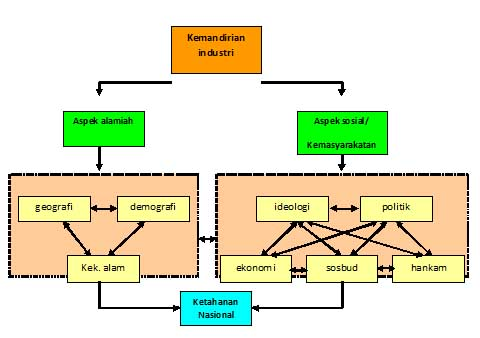 Kemandirian
industri
Aspek alamiah
Aspek sosial/
Kemasyarakatan
geografi
demografi
Kek. alam
ideologi
politik
ekonomi
sosbud
hankam
Ketahanan
Nasional